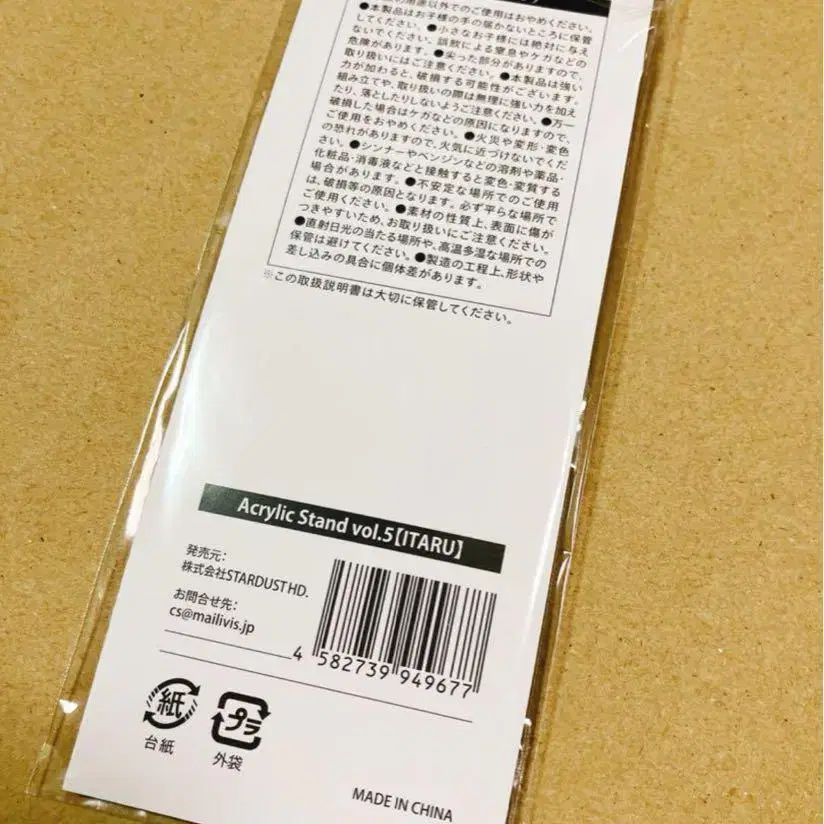 の用途以外でのご使用はおやめください。
●本製品はお子様の手の届かないところに保管
してください。●小さなお子様には絶対に与え
ないでください。誤飲による窒息やケガなどの
危険があります。●尖った部分がありますので、
取り扱いにはご注意ください。●本製品は強い
力が加わると、破損する可能性がございます。
組み立てや、取り扱いの際は無理に強い力を加え
たり、落としたりしないようご注意ください。●万一
破損した場合はケガなどの原因になりますので、
ご使用をおやめください。●火災や変形・変色
の恐れがありますので、火気に近づけないでくだ
さい。●シンナーやベンジンなどの溶剤や薬品・
化粧品・消毒液などと接触すると変色・変質する
場合があります。●不安定な場所でのご使用
は、破損等の原因となります。必ず平らな場所で
ご使用ください。●素材の性質上、表面に傷が
つきやすいため、お取り扱いにご注意ください。
●直射日光の当たる場所や、高温多湿な場所での
保管は避けてください。●製造の工程上、形状や
差し込みの具合に個体差があります。
※この取扱説明書は大切に保管してください。
Acrylic Stand vol.5【ITARU】
発売元:
株式会社STARDUST HD.
お問合せ先:
cs@mailivis.jp
4 582739 949677
紙
台紙
プラ
外袋
MADE IN CHINA